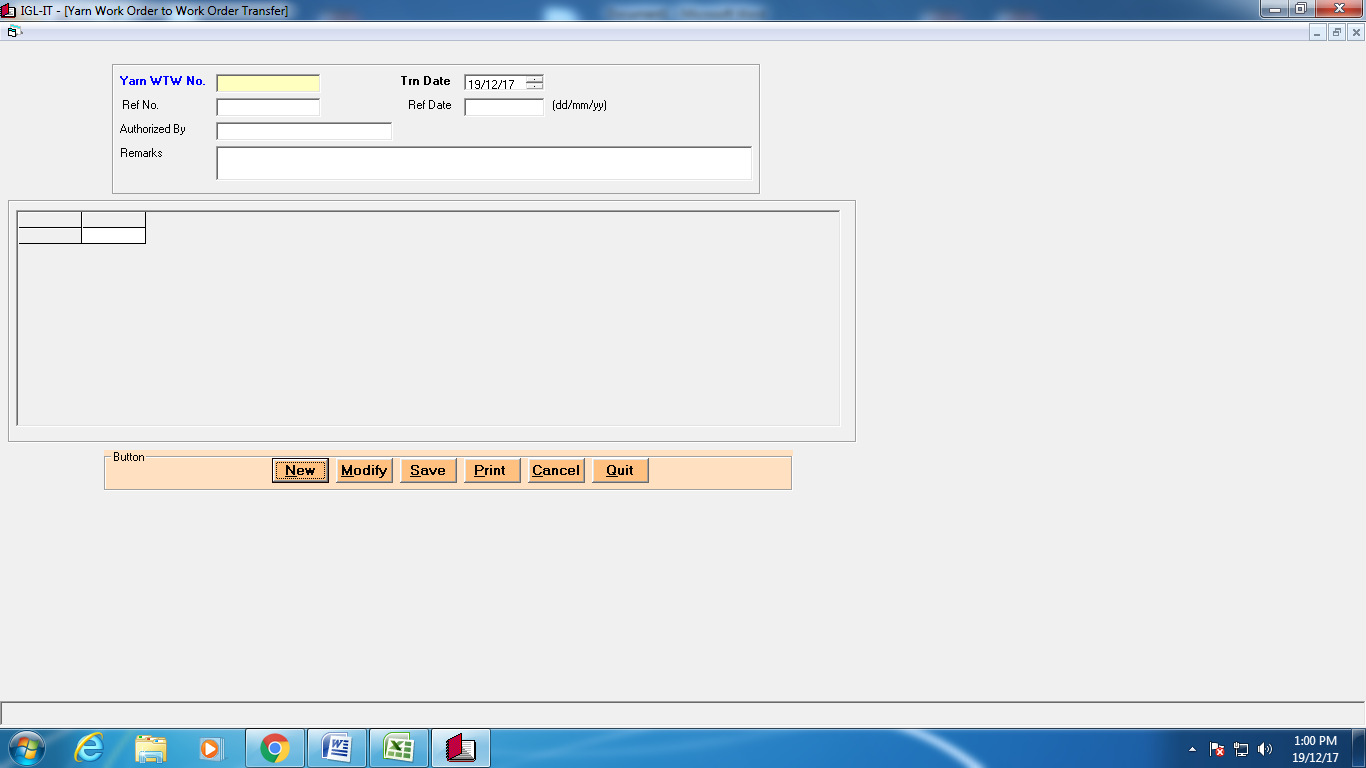 IGL-IT - [Yarn Work Order to Work Order Transfer]
Yarn WTW No. Trn Date 19/12/17
Ref No. Ref Date (dd/mm/yy)
Authorized By
Remarks
Button
New Modify Save Print Cancel Quit
1:00 PM
19/12/17